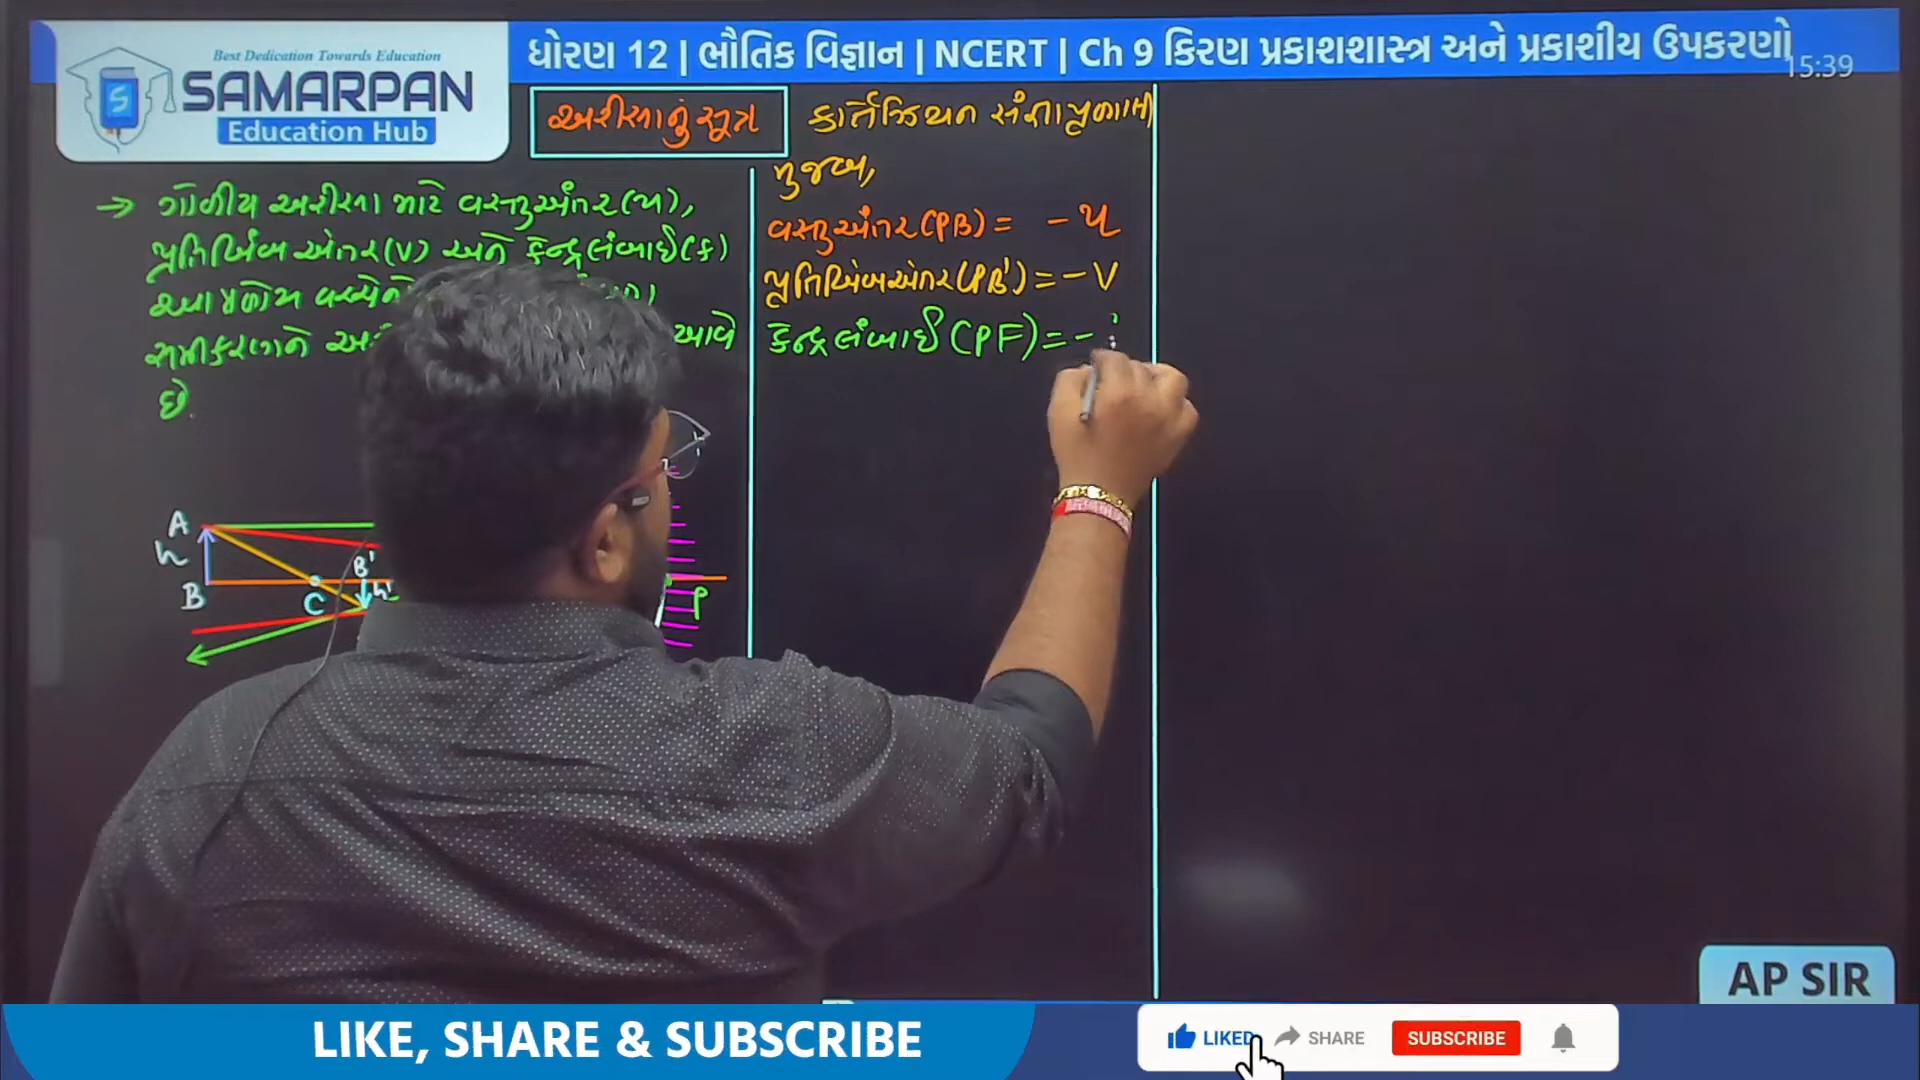 Best Dedication Towards Education
SAMARPAN
Education Hub
ધોરણ 12 | ભૌતિક વિજ્ઞાન | NCERT | Ch 9 કિરણ પ્રકાશશાસ્ત્ર અને પ્રકાશીય ઉપકરણો
15:39
અરીસાનું સૂત્ર
→ ગોળીય અરીસા માટે વસ્તુઅંતર(u),
પ્રતિબિંબ અંતર(v) અને કેન્દ્રલંબાઈ(f)
સમીકરણને
આવે
છે.
A
h
B
C
B'
h'
P
કાર્તેઝિયન સંજ્ઞાપ્રણાલી
મુજબ,
વસ્તુઅંતર(PB) = -u
પ્રતિબિંબઅંતર(PB') = -v
કેન્દ્રલંબાઈ(PF) = -
AP SIR
LIKE, SHARE & SUBSCRIBE
LIKED
SHARE
SUBSCRIBE